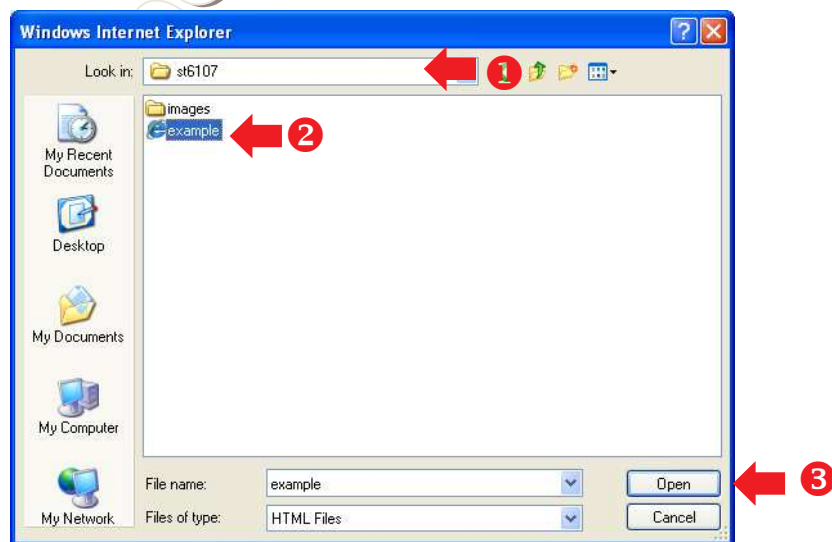 Windows Internet Explorer
Look in: st6107
1
images
example
2
My Recent
Documents
Desktop
My Documents
My Computer
My Network
File name: example Open
3
Files of type: HTML Files Cancel